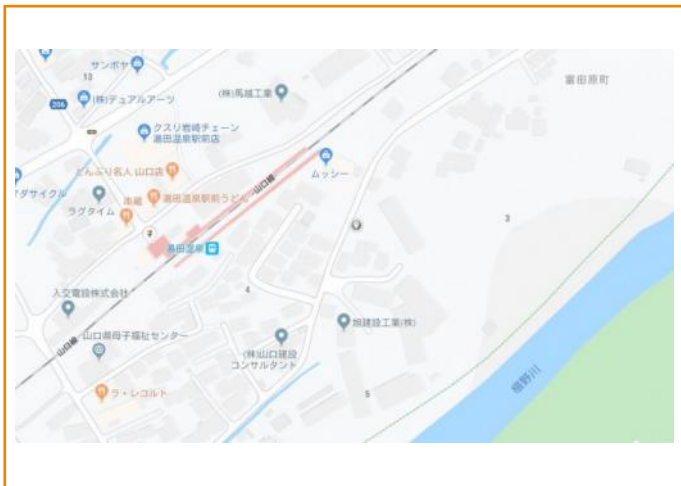 サンポヤ
13
富田原町
(株)馬越工業
206
(株)デュアルアーツ
クスリ岩崎チェーン
湯田温泉駅前店
どんぶり名人 山口店
ムッシー
山口線
アダサイクル
湯田温泉駅前うどん
ラグタイム
3
湯田温泉
4
入交電設株式会社
山口県母子福祉センター
旭建設工業(株)
山口線
(株)山口建設
コンサルタント
ラ・レコルト
5
椹野川